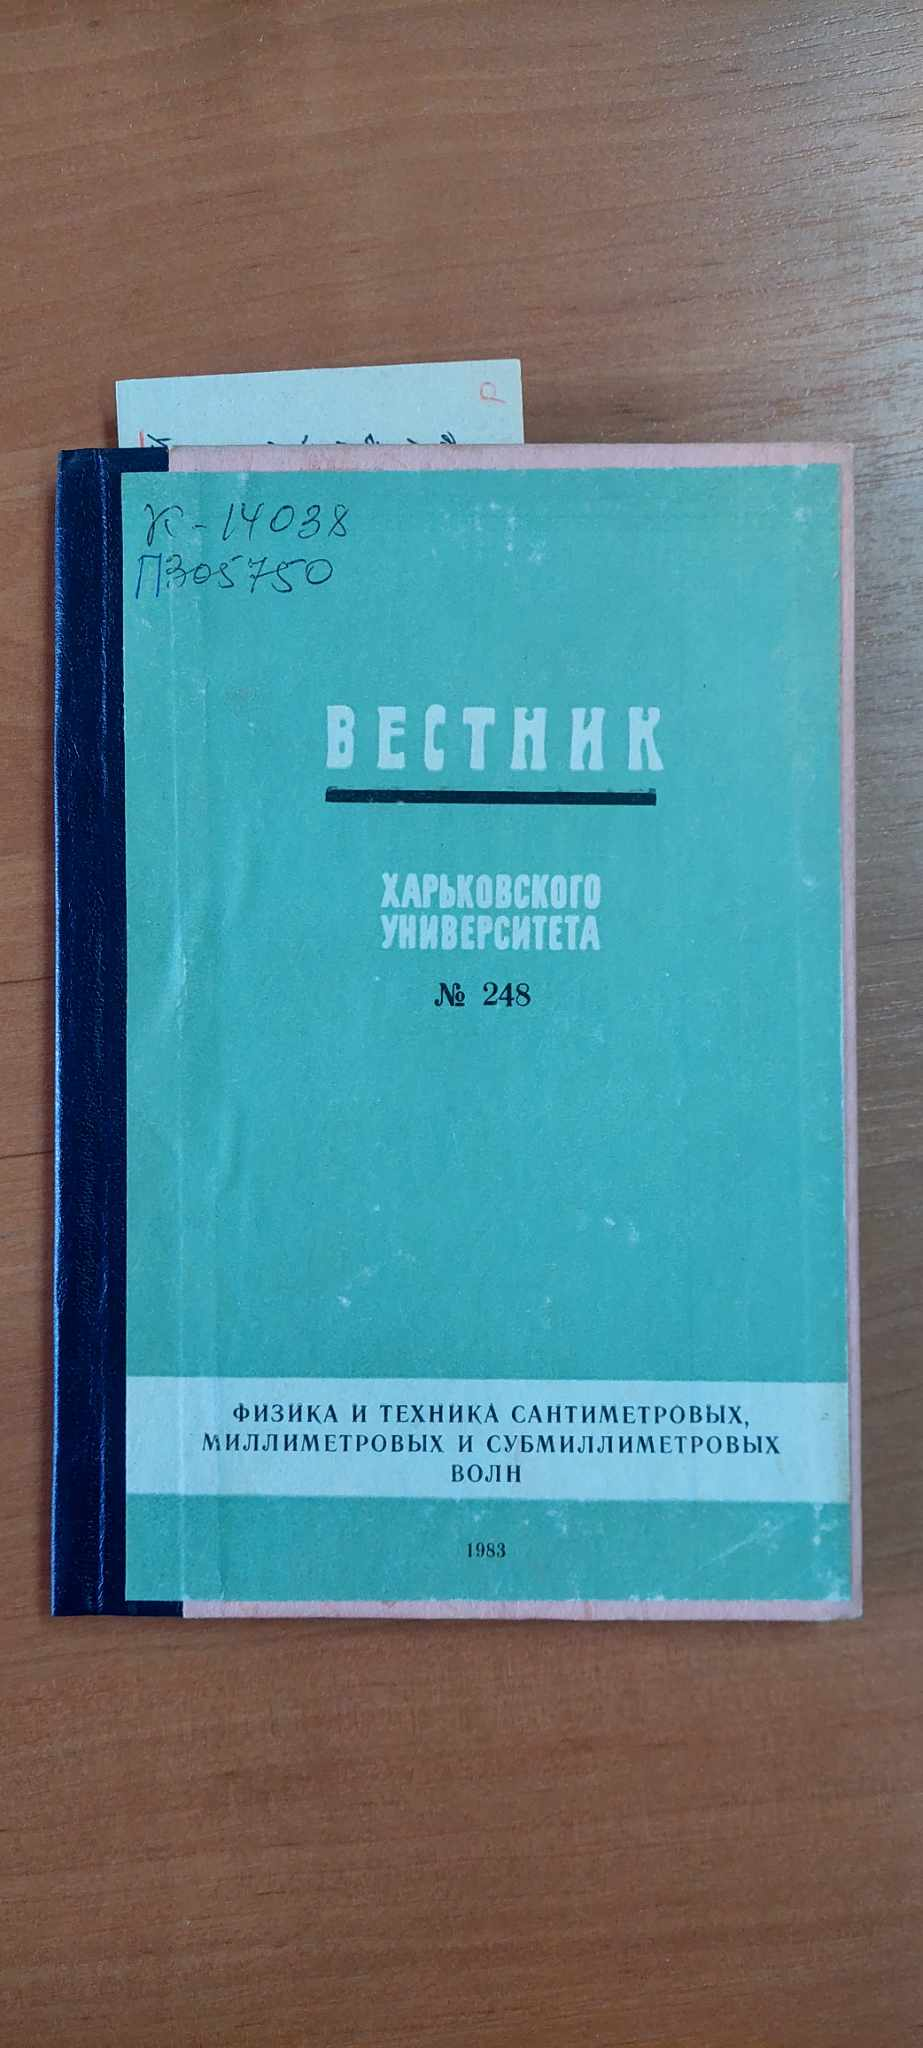 К-14038
П305750
ВЕСТНИК
ХАРЬКОВСКОГО
УНИВЕРСИТЕТА
№ 248
ФИЗИКА И ТЕХНИКА САНТИМЕТРОВЫХ,
МИЛЛИМЕТРОВЫХ И СУБМИЛЛИМЕТРОВЫХ
ВОЛН
1983